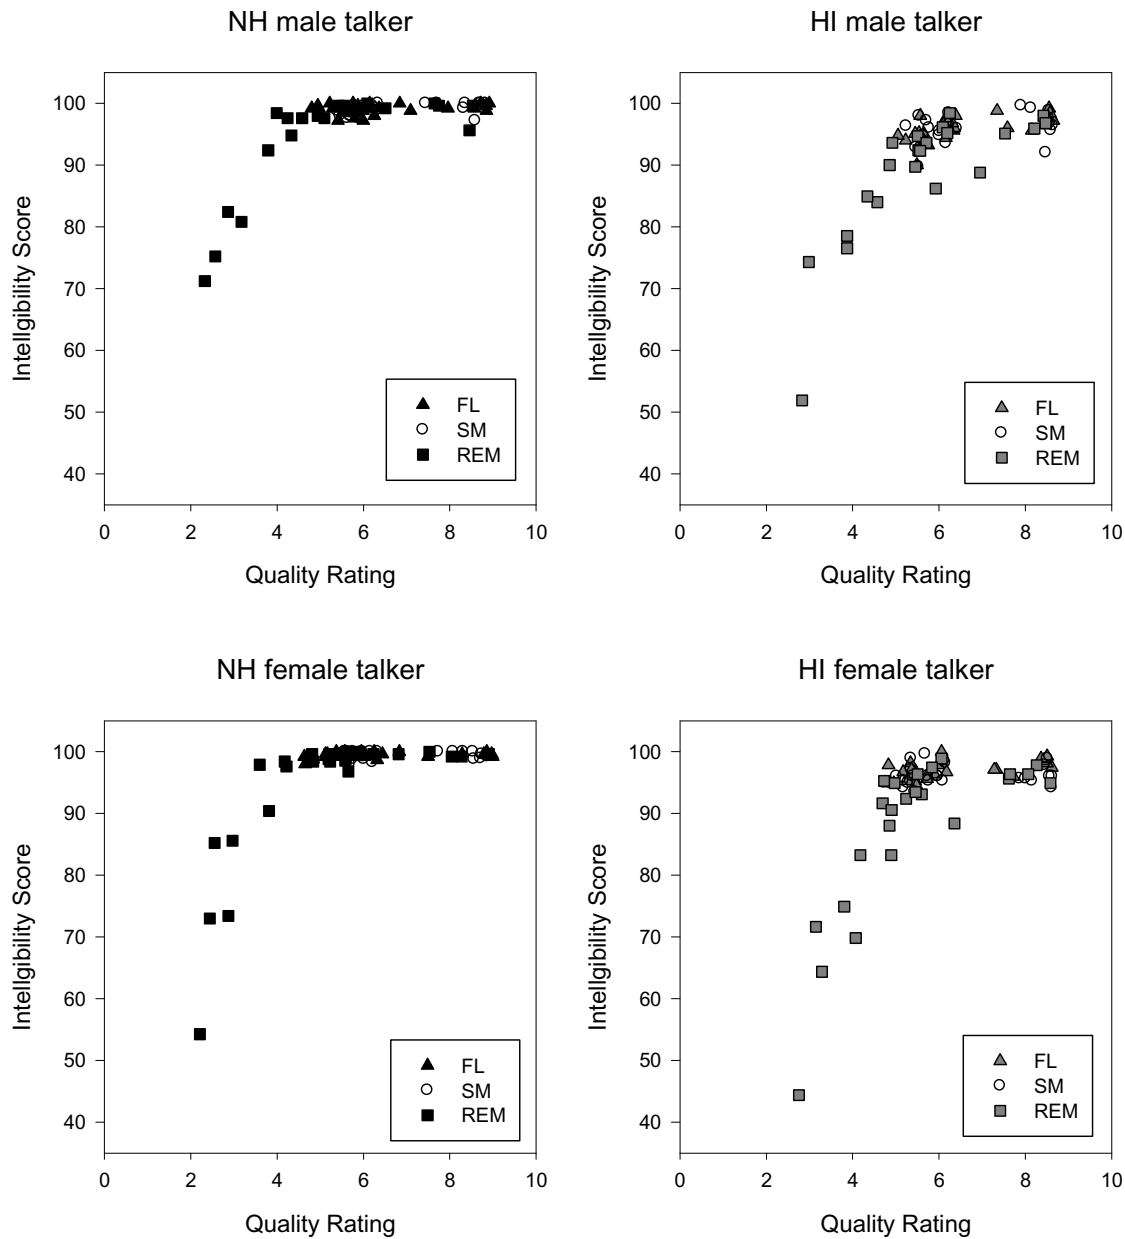 NH male talker
HI male talker
100
90
80
70
60
50
40
Intellgibility Score
FL
SM
REM
0 2 4 6 8 10
Quality Rating
100
90
80
70
60
50
40
Intellgibility Score
FL
SM
REM
0 2 4 6 8 10
Quality Rating
NH female talker
HI female talker
100
90
80
70
60
50
40
Intellgibility Score
FL
SM
REM
0 2 4 6 8 10
Quality Rating
100
90
80
70
60
50
40
Intellgibility Score
FL
SM
REM
0 2 4 6 8 10
Quality Rating